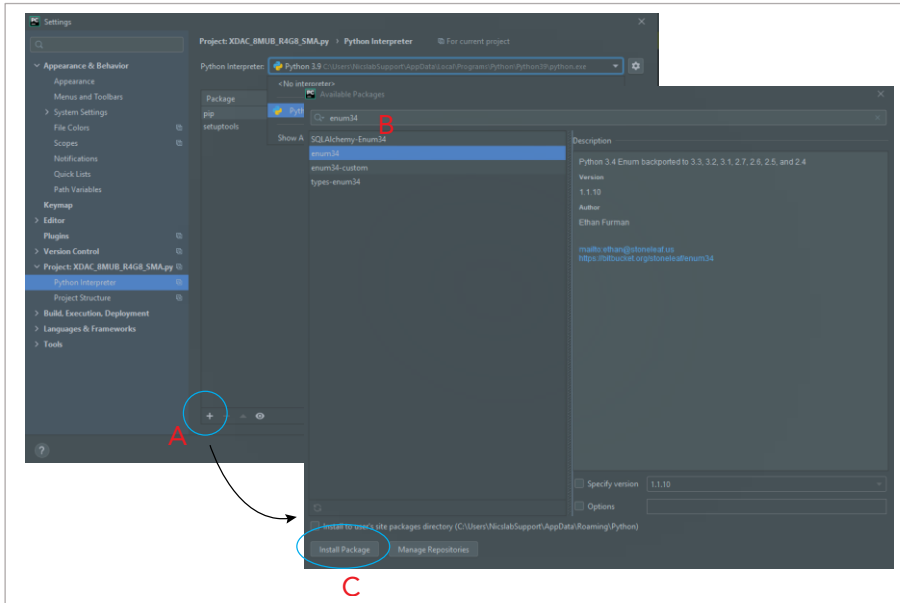 Settings
Project: XDAC_8MUB_R4G8_SMA.py > Python Interpreter
For current project
Appearance & Behavior
Appearance
Menus and Toolbars
System Settings
File Colors
Scopes
Notifications
Quick Lists
Path Variables
Keymap
Editor
Plugins
Version Control
Project: XDAC_8MUB_R4G8_SMA.py
Python Interpreter
Project Structure
Build, Execution, Deployment
Languages & Frameworks
Tools
Python Interpreter: Python 3.9 C:\Users\NicslabSupport\AppData\Local\Programs\Python\Python39\python.exe
<No interpreter>
Pyth
Show A
Package
pip
setuptools
A
Available Packages
enum34
B
SQLAlchemy-Enum34
enum34
enum34-custom
types-enum34
Description
Python 3.4 Enum backported to 3.3, 3.2, 3.1, 2.7, 2.6, 2.5, and 2.4
Version
1.1.10
Author
Ethan Furman
mailto:ethan@stoneleaf.us
https://bitbucket.org/stoneleaf/enum34
Specify version 1.1.10
Options
Install to user's site packages directory (C:\Users\NicslabSupport\AppData\Roaming\Python)
Install Package
Manage Repositories
C